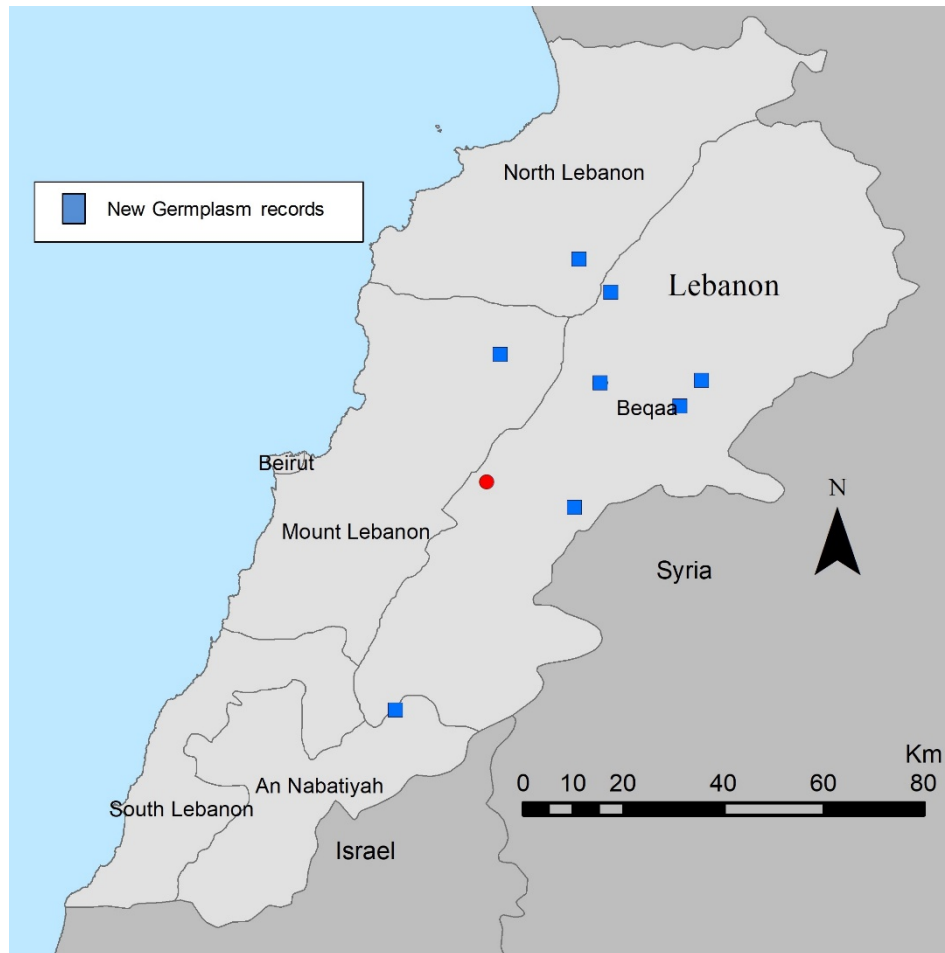 North Lebanon
New Germplasm records
Lebanon
Beqaa
Beirut
N
Mount Lebanon
Syria
Km
An Nabatiyah
0 10 20 40 60 80
South Lebanon
Israel